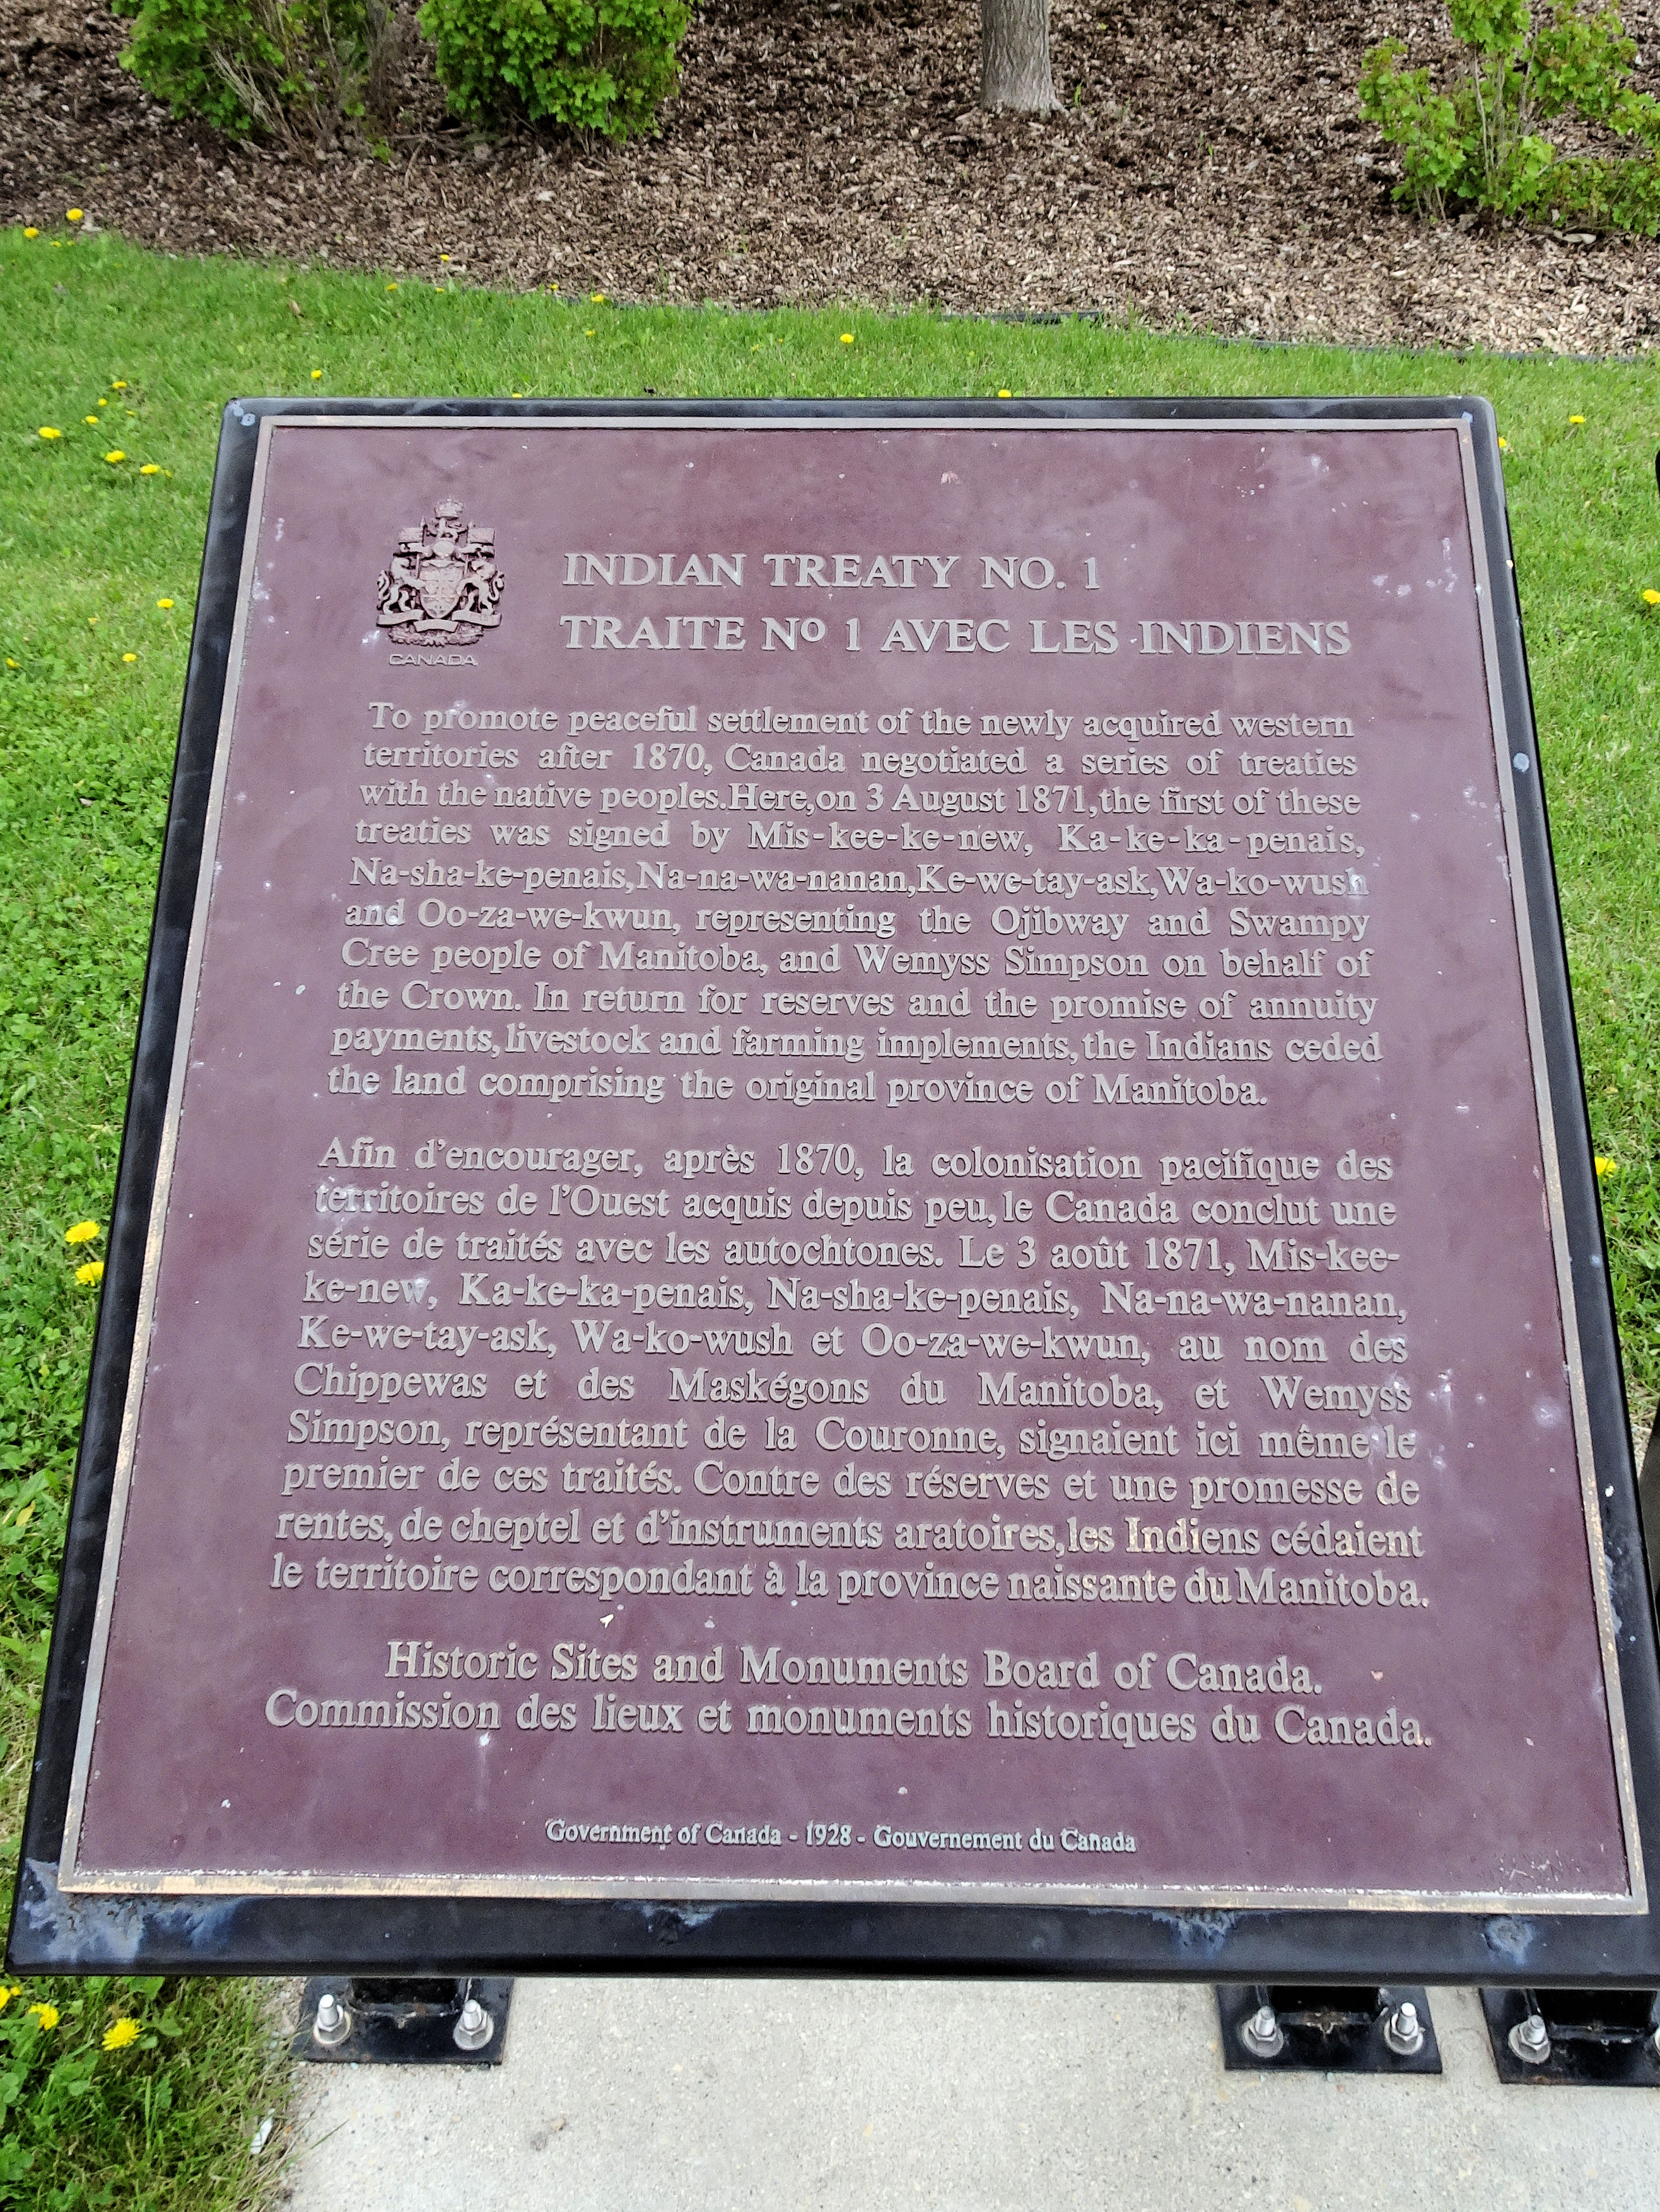 CANADA
INDIAN TREATY NO. 1
TRAITE Nº 1 AVEC LES INDIENS
To promote peaceful settlement of the newly acquired western
territories after 1870, Canada negotiated a series of treaties
with the native peoples. Here, on 3 August 1871, the first of these
treaties was signed by Mis-kee-ke-new, Ka-ke-ka-penais,
Na-sha-ke-penais, Na-na-wa-nanan, Ke-we-tay-ask, Wa-ko-wush
and Oo-za-we-kwun, representing the Ojibway and Swampy
Cree people of Manitoba, and Wemyss Simpson on behalf of
the Crown. In return for reserves and the promise of annuity
payments, livestock and farming implements, the Indians ceded
the land comprising the original province of Manitoba.
Afin d'encourager, après 1870, la colonisation pacifique des
territoires de l'Ouest acquis depuis peu, le Canada conclut une
série de traités avec les autochtones. Le 3 août 1871, Mis-kee-
ke-new, Ka-ke-ka-penais, Na-sha-ke-penais, Na-na-wa-nanan,
Ke-we-tay-ask, Wa-ko-wush et Oo-za-we-kwun, au nom des
Chippewas et des Maskégons du Manitoba, et Wemyss
Simpson, représentant de la Couronne, signaient ici même le
premier de ces traités. Contre des réserves et une promesse de
rentes, de cheptel et d'instruments aratoires, les Indiens cédaient
le territoire correspondant à la province naissante du Manitoba.
Historic Sites and Monuments Board of Canada.
Commission des lieux et monuments historiques du Canada.
Government of Canada - 1928 - Gouvernement du Canada